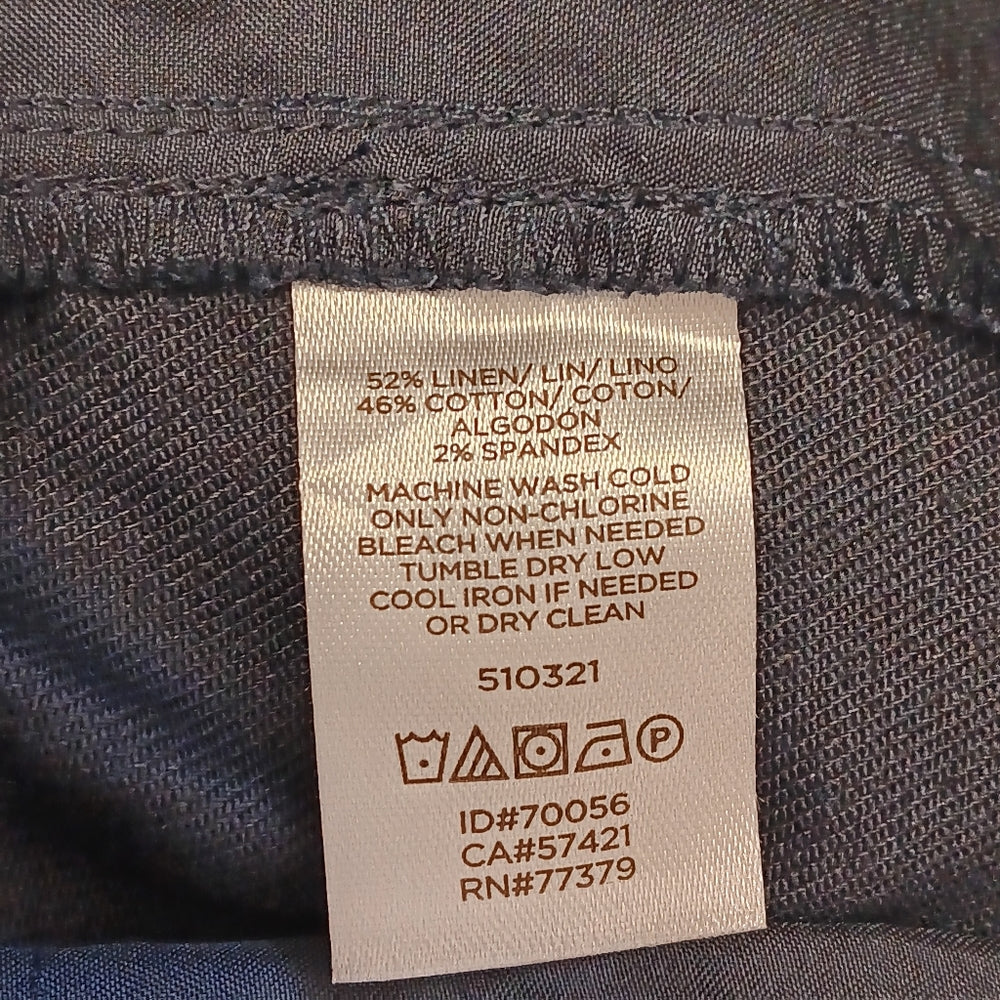 52% LINEN/ LIN/ LINO
46% COTTON/ COTON/
ALGODÓN
2% SPANDEX
MACHINE WASH COLD
ONLY NON-CHLORINE
BLEACH WHEN NEEDED
TUMBLE DRY LOW
COOL IRON IF NEEDED
OR DRY CLEAN
510321
P
ID#70056
CA#57421
RN#77379